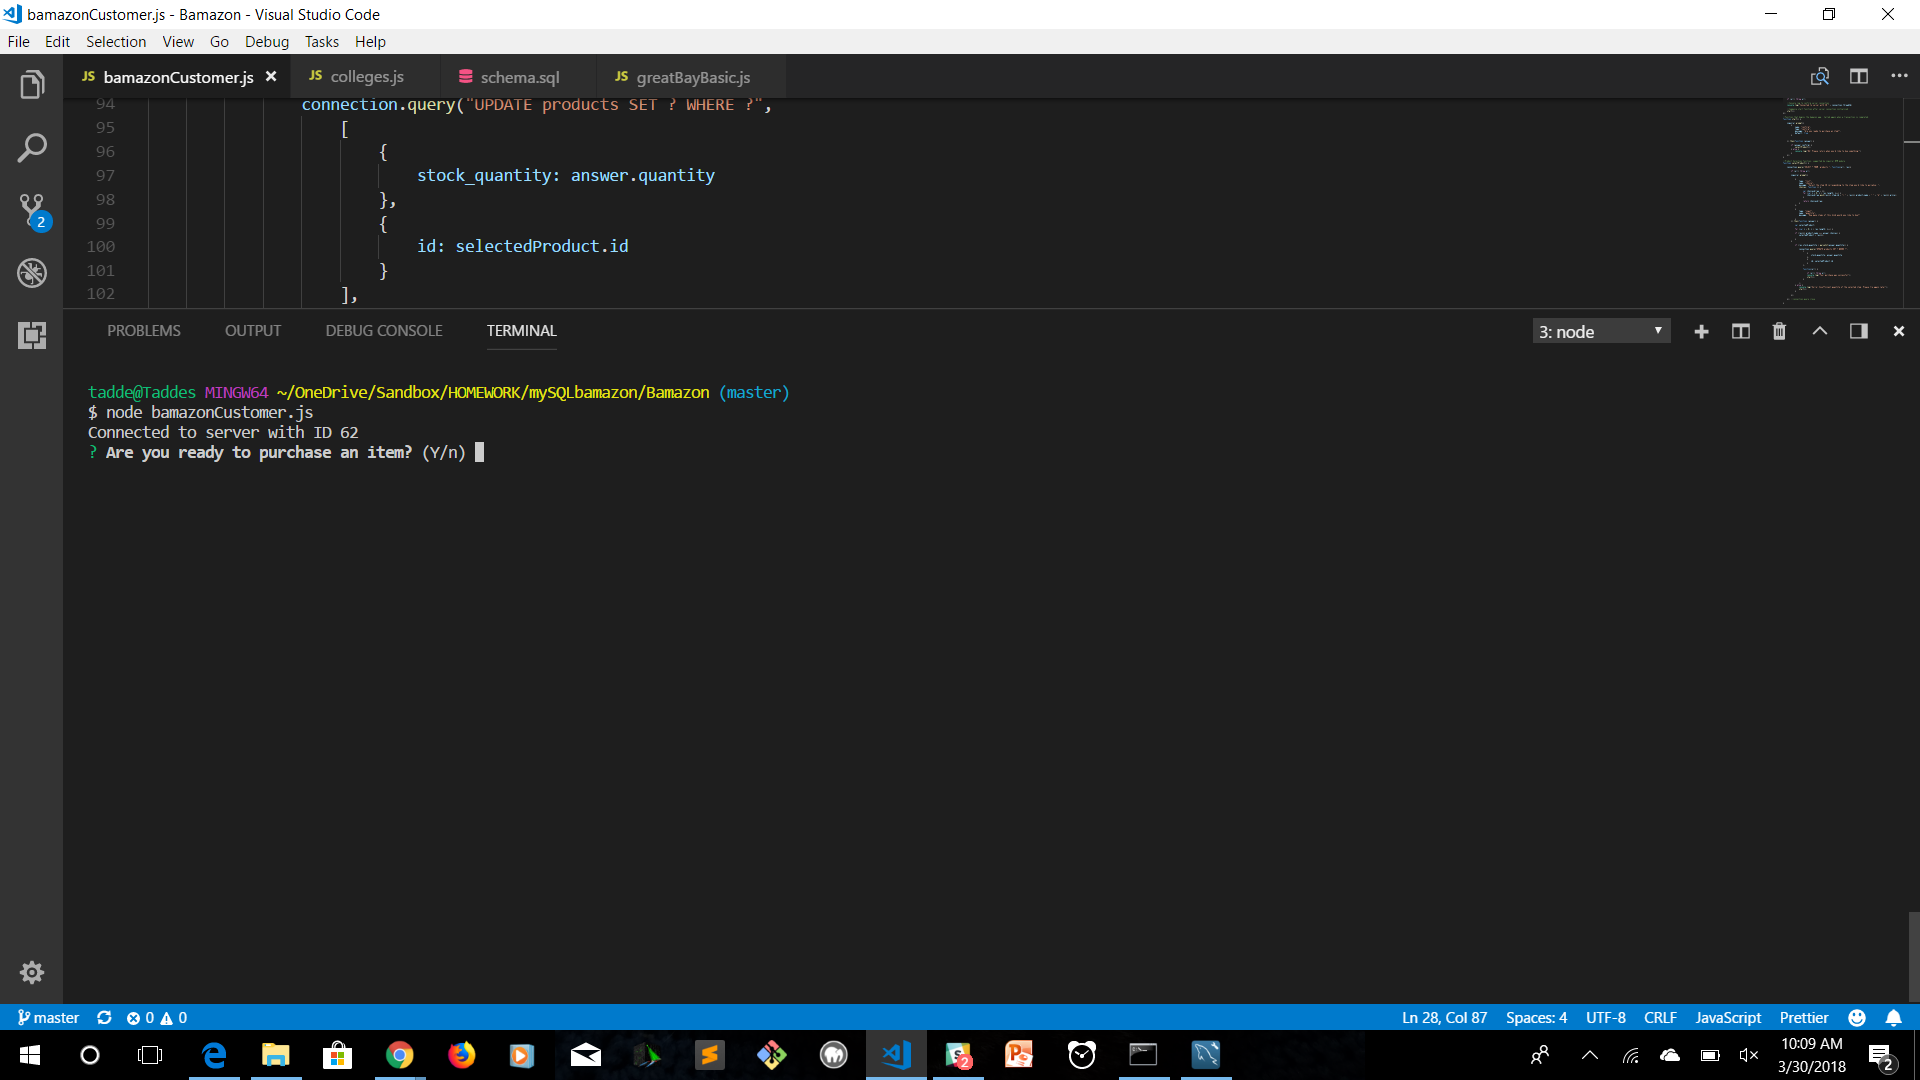 bamazonCustomer.js - Bamazon - Visual Studio Code
File Edit Selection View Go Debug Tasks Help
JS bamazonCustomer.js JS colleges.js schema.sql JS greatBayBasic.js
94 connection.query("UPDATE products SET ? WHERE ?",
95 [
96 {
97 stock_quantity: answer.quantity
98 },
99 {
100 id: selectedProduct.id
101 }
102 ],
2
PROBLEMS OUTPUT DEBUG CONSOLE TERMINAL 3: node
tadde@Taddes MINGW64 ~/OneDrive/Sandbox/HOMEWORK/mySQLbamazon/Bamazon (master)
$ node bamazonCustomer.js
Connected to server with ID 62
? Are you ready to purchase an item? (Y/n)
master 0 0 Ln 28, Col 87 Spaces: 4 UTF-8 CRLF JavaScript Prettier
10:09 AM
3/30/2018
2
2